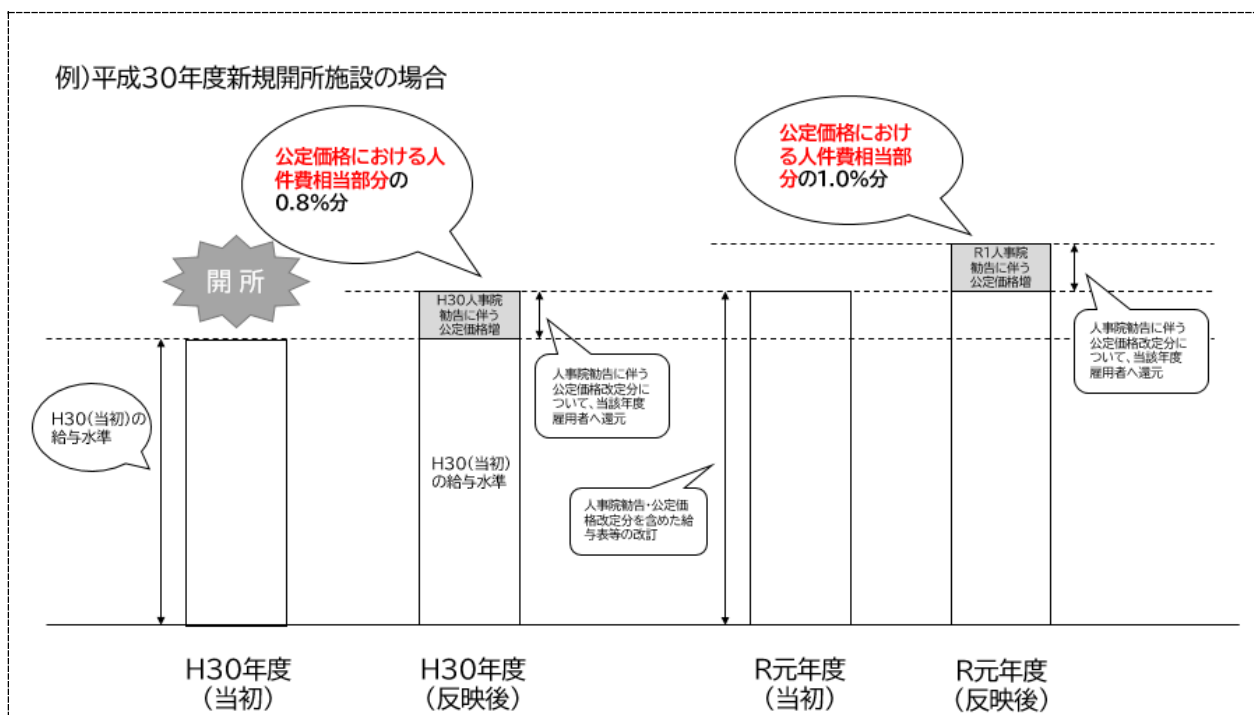 例)平成30年度新規開所施設の場合
公定価格における人
件費相当部分の
0.8%分
公定価格におけ
る人件費相当部
分の1.0%分
開所
H30人事院
勧告に伴う
公定価格増
R1人事院
勧告に伴う
公定価格増
人事院勧告に伴う
公定価格改定分に
ついて、当該年度
雇用者へ還元
人事院勧告に伴う
公定価格改定分に
ついて、当該年度
雇用者へ還元
H30(当初)の
給与水準
H30(当初)
の給与水準
人事院勧告・公定価
格改定分を含めた給
与表等の改訂
H30年度
(当初)
H30年度
(反映後)
R元年度
(当初)
R元年度
(反映後)